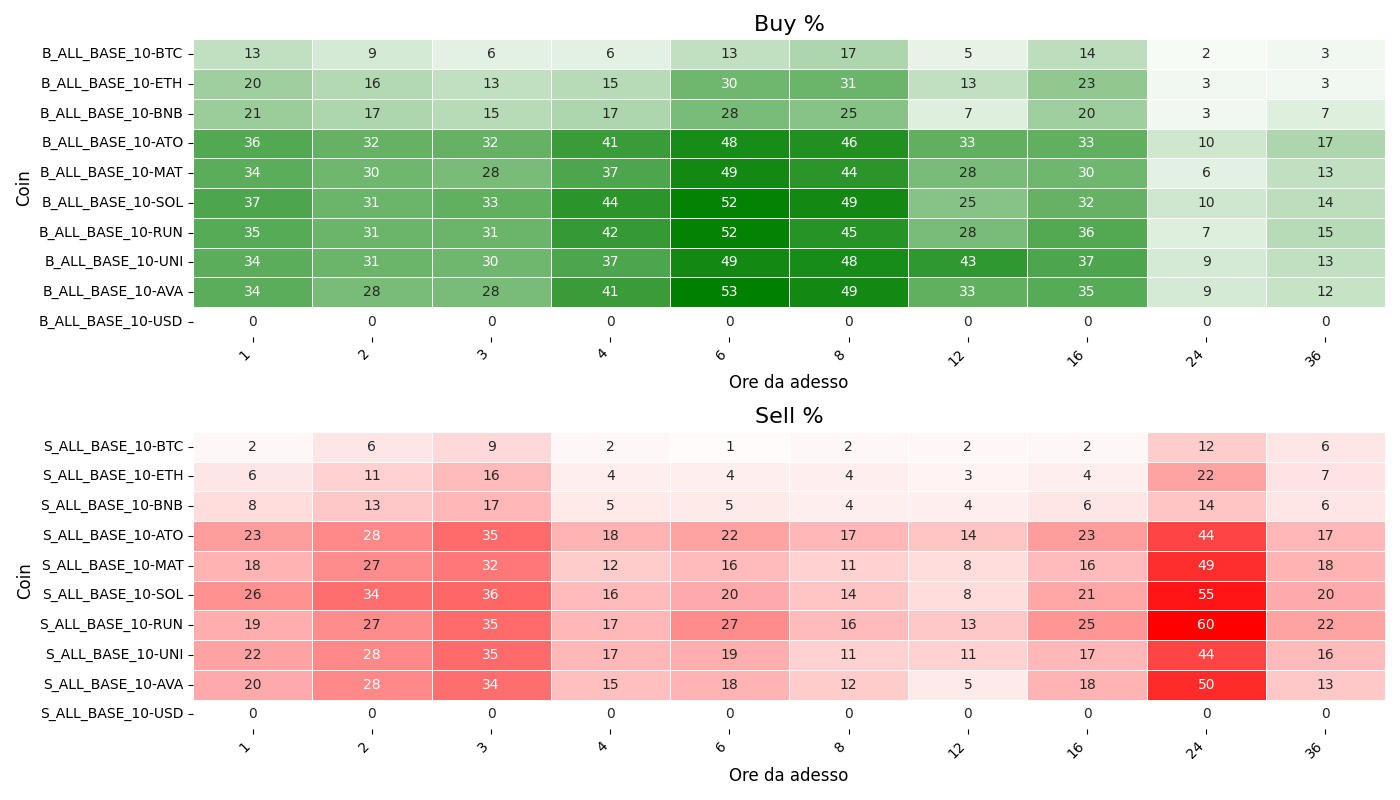 Buy %
Coin
B_ALL_BASE_10-BTC 13 9 6 6 13 17 5 14 2 3
B_ALL_BASE_10-ETH 20 16 13 15 30 31 13 23 3 3
B_ALL_BASE_10-BNB 21 17 15 17 28 25 7 20 3 7
B_ALL_BASE_10-ATO 36 32 32 41 48 46 33 33 10 17
B_ALL_BASE_10-MAT 34 30 28 37 49 44 28 30 6 13
B_ALL_BASE_10-SOL 37 31 33 44 52 49 25 32 10 14
B_ALL_BASE_10-RUN 35 31 31 42 52 45 28 36 7 15
B_ALL_BASE_10-UNI 34 31 30 37 49 48 43 37 9 13
B_ALL_BASE_10-AVA 34 28 28 41 53 49 33 35 9 12
B_ALL_BASE_10-USD 0 0 0 0 0 0 0 0 0 0
1 2 3 4 6 8 12 16 24 36
Ore da adesso
Sell %
Coin
S_ALL_BASE_10-BTC 2 6 9 2 1 2 2 2 12 6
S_ALL_BASE_10-ETH 6 11 16 4 4 4 3 4 22 7
S_ALL_BASE_10-BNB 8 13 17 5 5 4 4 6 14 6
S_ALL_BASE_10-ATO 23 28 35 18 22 17 14 23 44 17
S_ALL_BASE_10-MAT 18 27 32 12 16 11 8 16 49 18
S_ALL_BASE_10-SOL 26 34 36 16 20 14 8 21 55 20
S_ALL_BASE_10-RUN 19 27 35 17 27 16 13 25 60 22
S_ALL_BASE_10-UNI 22 28 35 17 19 11 11 17 44 16
S_ALL_BASE_10-AVA 20 28 34 15 18 12 5 18 50 13
S_ALL_BASE_10-USD 0 0 0 0 0 0 0 0 0 0
1 2 3 4 6 8 12 16 24 36
Ore da adesso